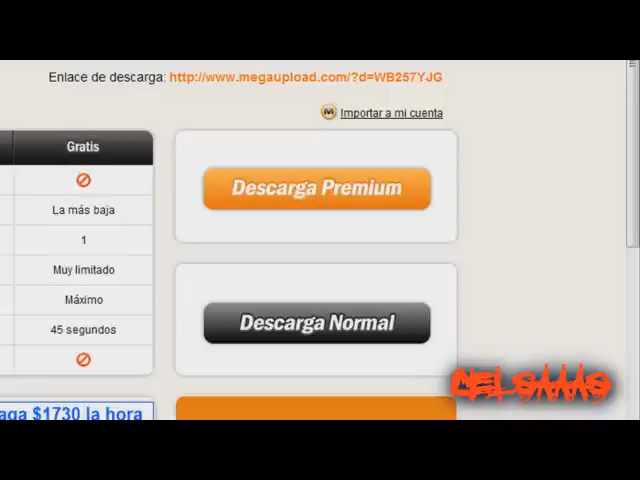 Enlace de descarga: http://www.megaupload.com/?d=WB257YJG
Importar a mi cuenta
Gratis
La más baja
1
Muy limitado
Máximo
45 segundos
Descarga Premium
Descarga Normal
$1730 la hora
CELSAAAS